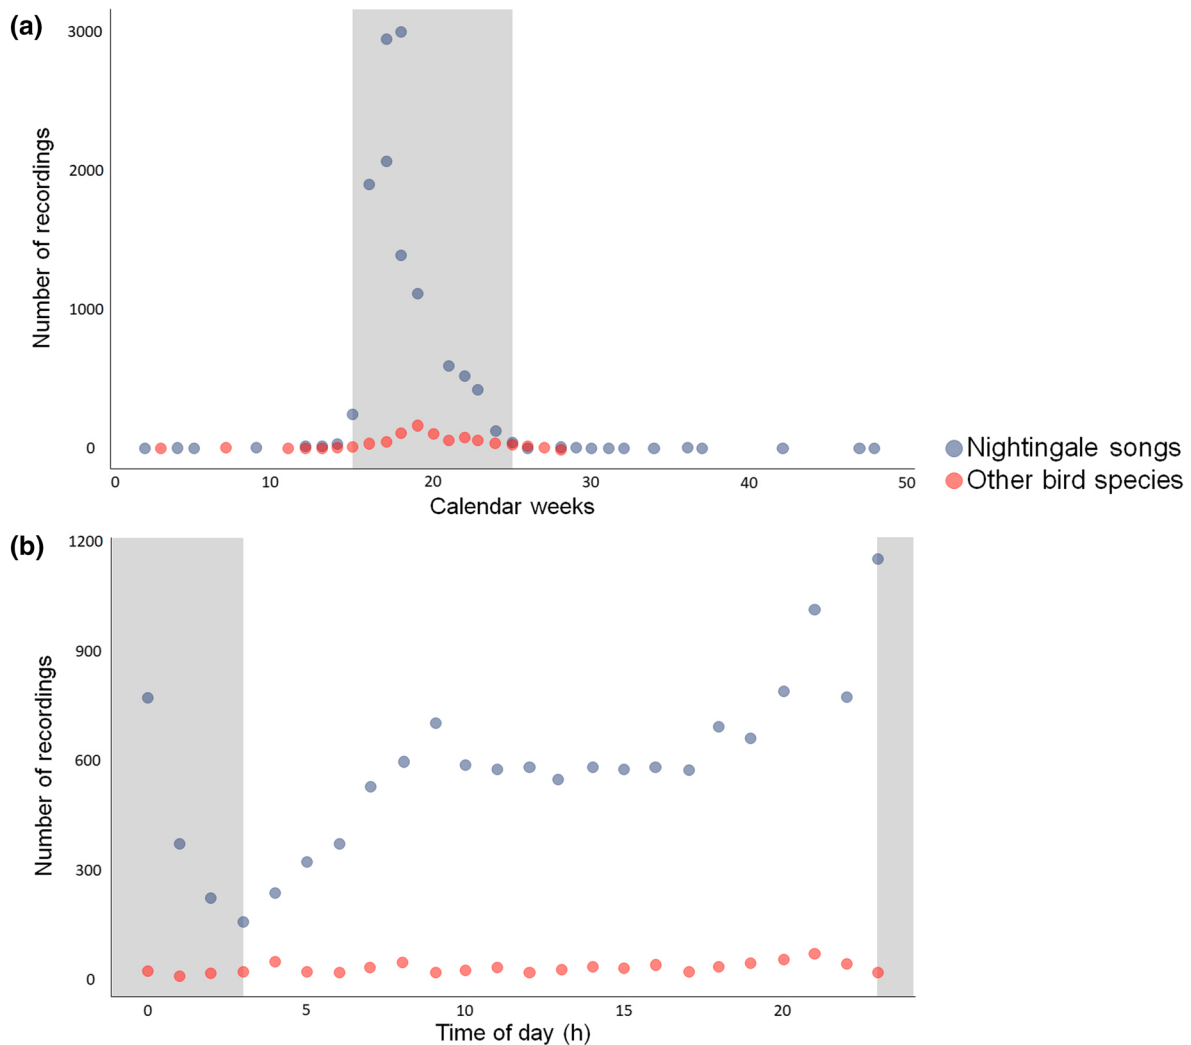 (a)
3000
2000
1000
0
Number of recordings
0 10 20 30 40 50
Calendar weeks
Nightingale songs
Other bird species
(b)
1200
900
600
300
0
Number of recordings
0 5 10 15 20
Time of day (h)